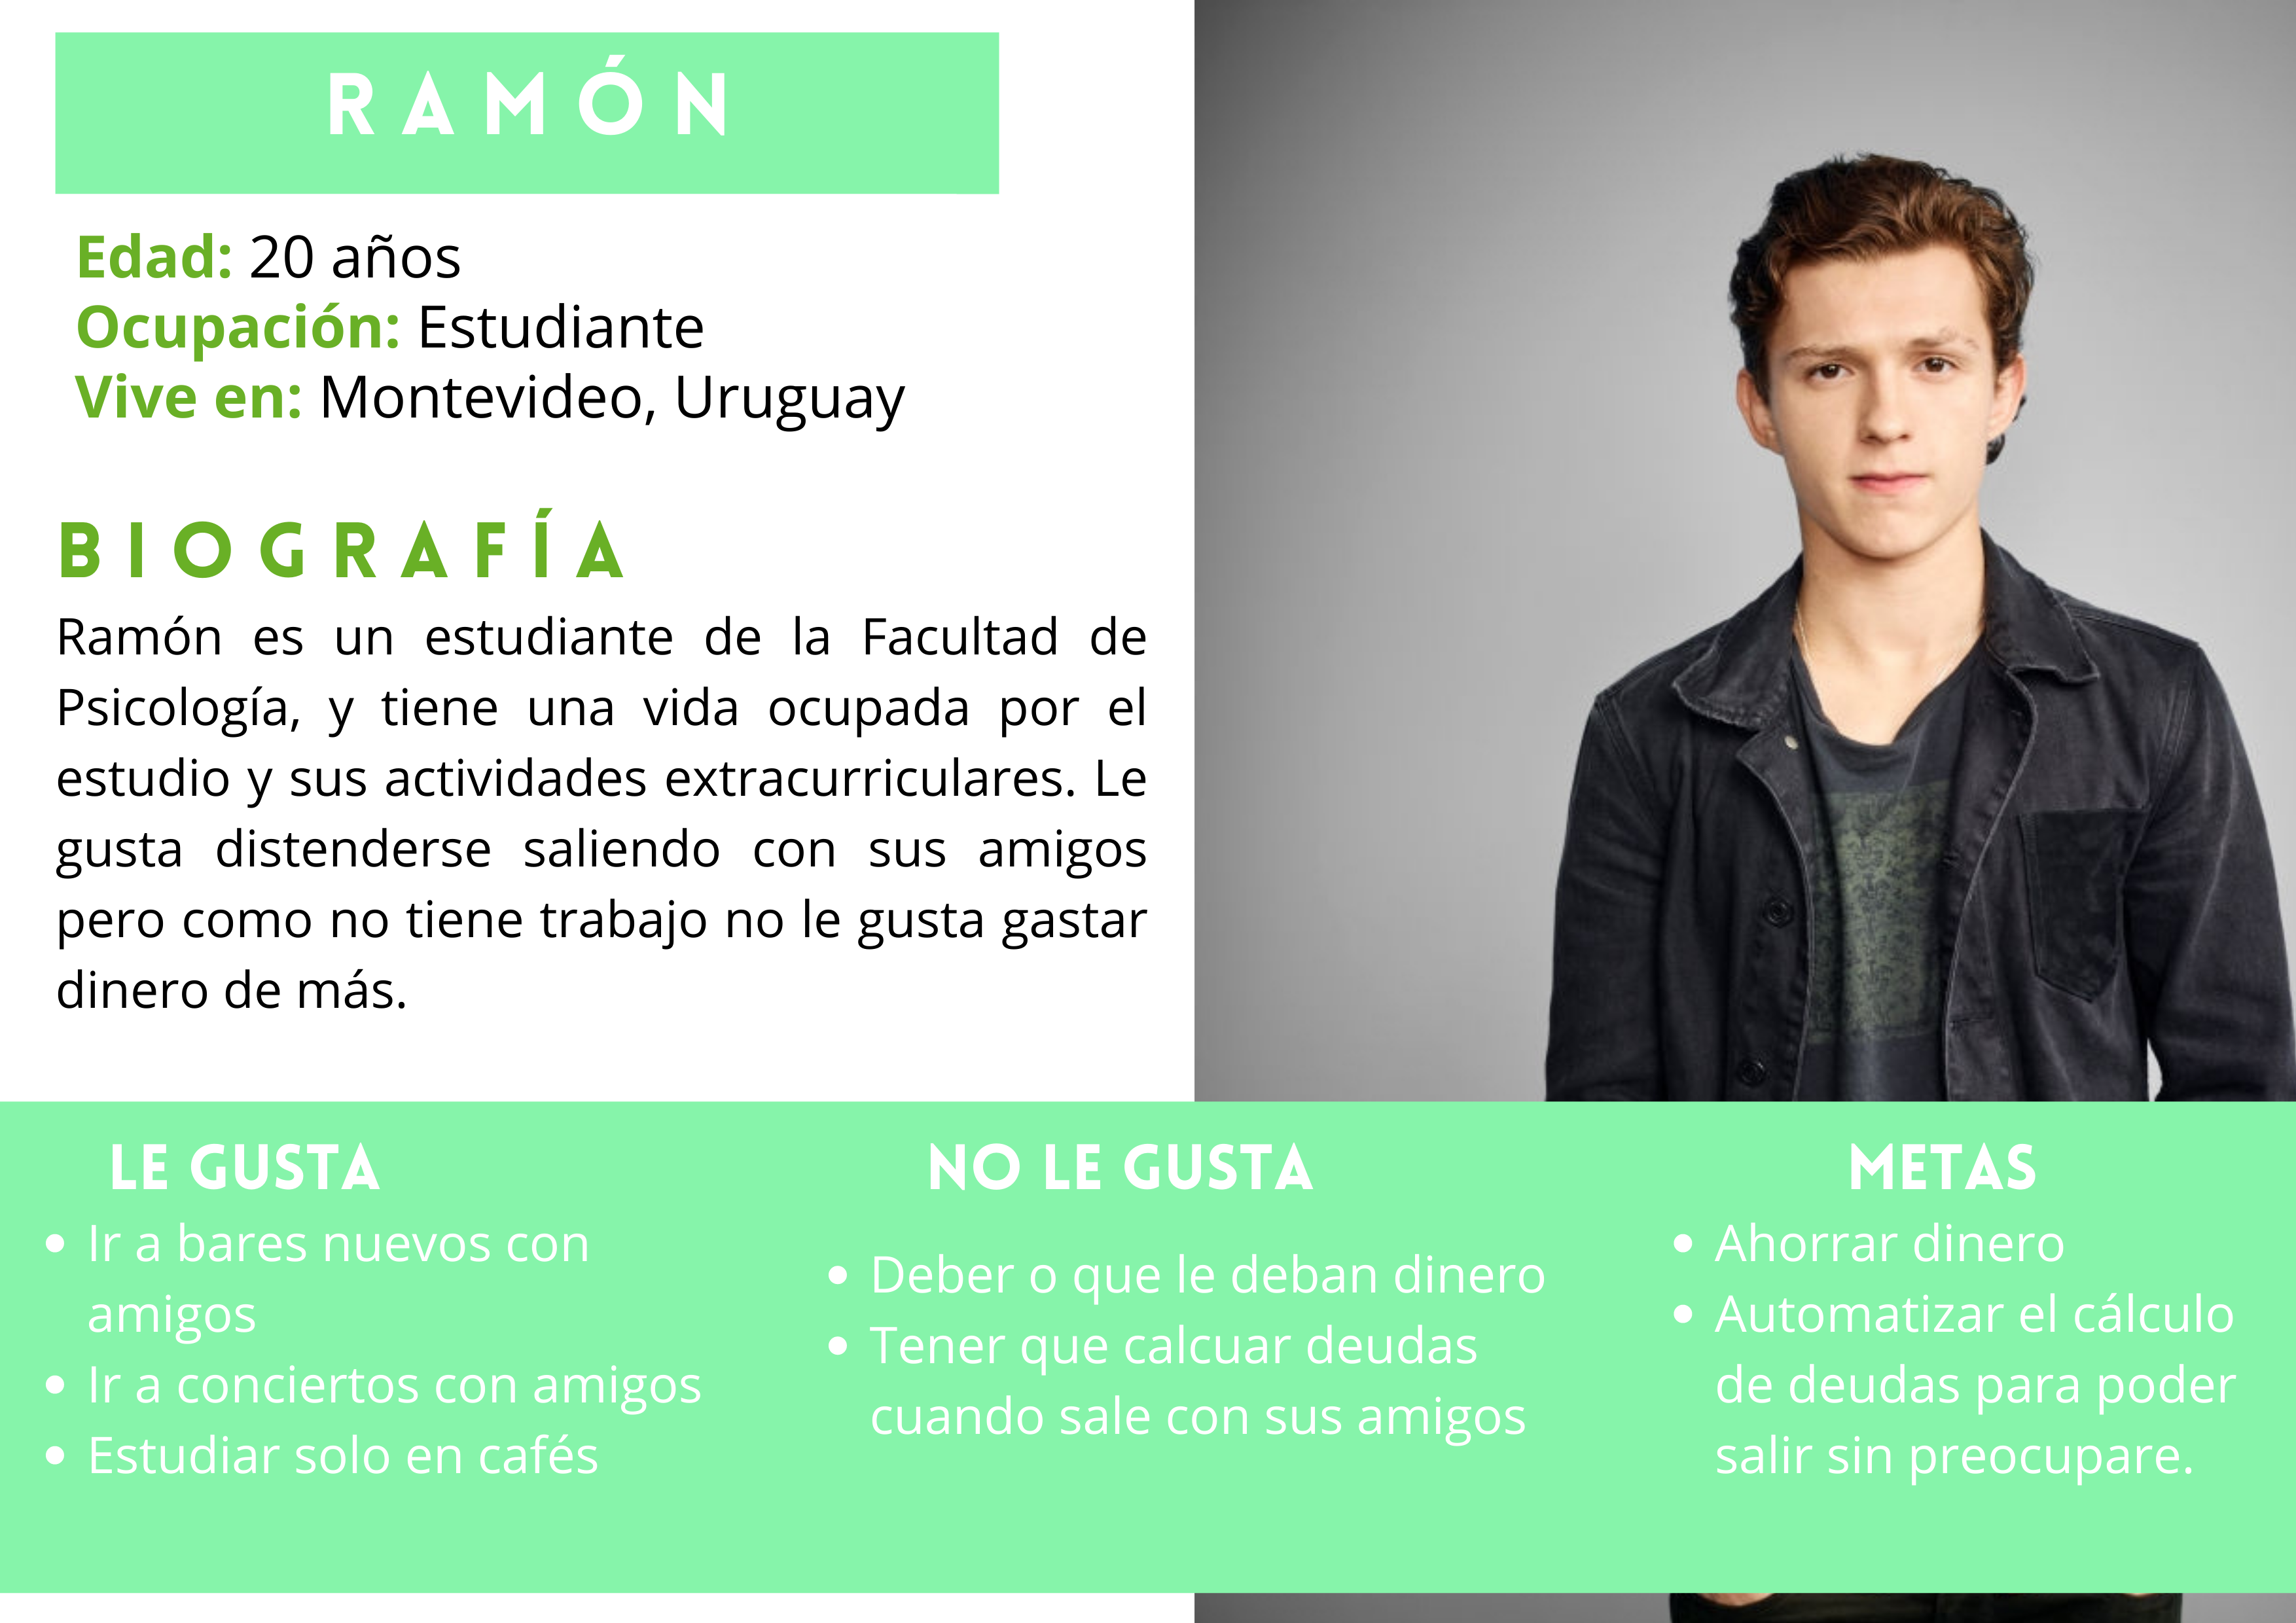 RAMÓN
Edad: 20 años
Ocupación: Estudiante
Vive en: Montevideo, Uruguay
BIOGRAFÍA
Ramón es un estudiante de la Facultad de
Psicología, y tiene una vida ocupada por el
estudio y sus actividades extracurriculares. Le
gusta distenderse saliendo con sus amigos
pero como no tiene trabajo no le gusta gastar
dinero de más.
LE GUSTA
• Ir a bares nuevos con
amigos
• Ir a conciertos con amigos
• Estudiar solo en cafés
NO LE GUSTA
• Deber o que le deban dinero
• Tener que calcuar deudas
cuando sale con sus amigos
METAS
• Ahorrar dinero
• Automatizar el cálculo
de deudas para poder
salir sin preocupare.